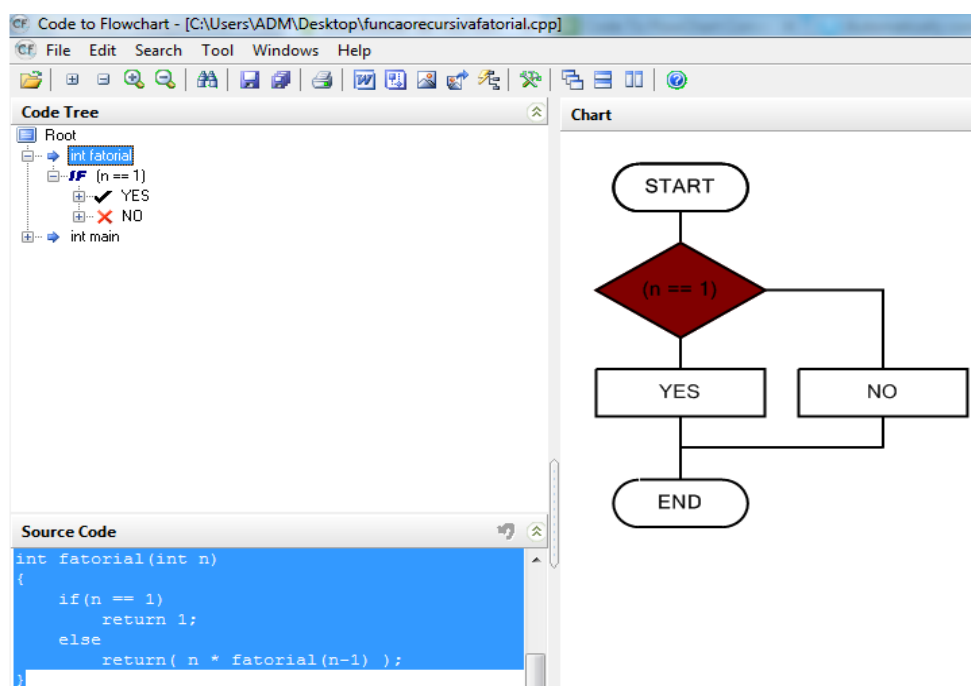 Code to Flowchart - [C:\Users\ADM\Desktop\funcaorecursivafatorial.cpp]
File Edit Search Tool Windows Help
Code Tree
Root
int fatorial
IF (n == 1)
YES
NO
int main
Chart
START
(n == 1)
YES NO
END
Source Code
int fatorial(int n)
{
    if(n == 1)
        return 1;
    else
        return( n * fatorial(n-1) );
}